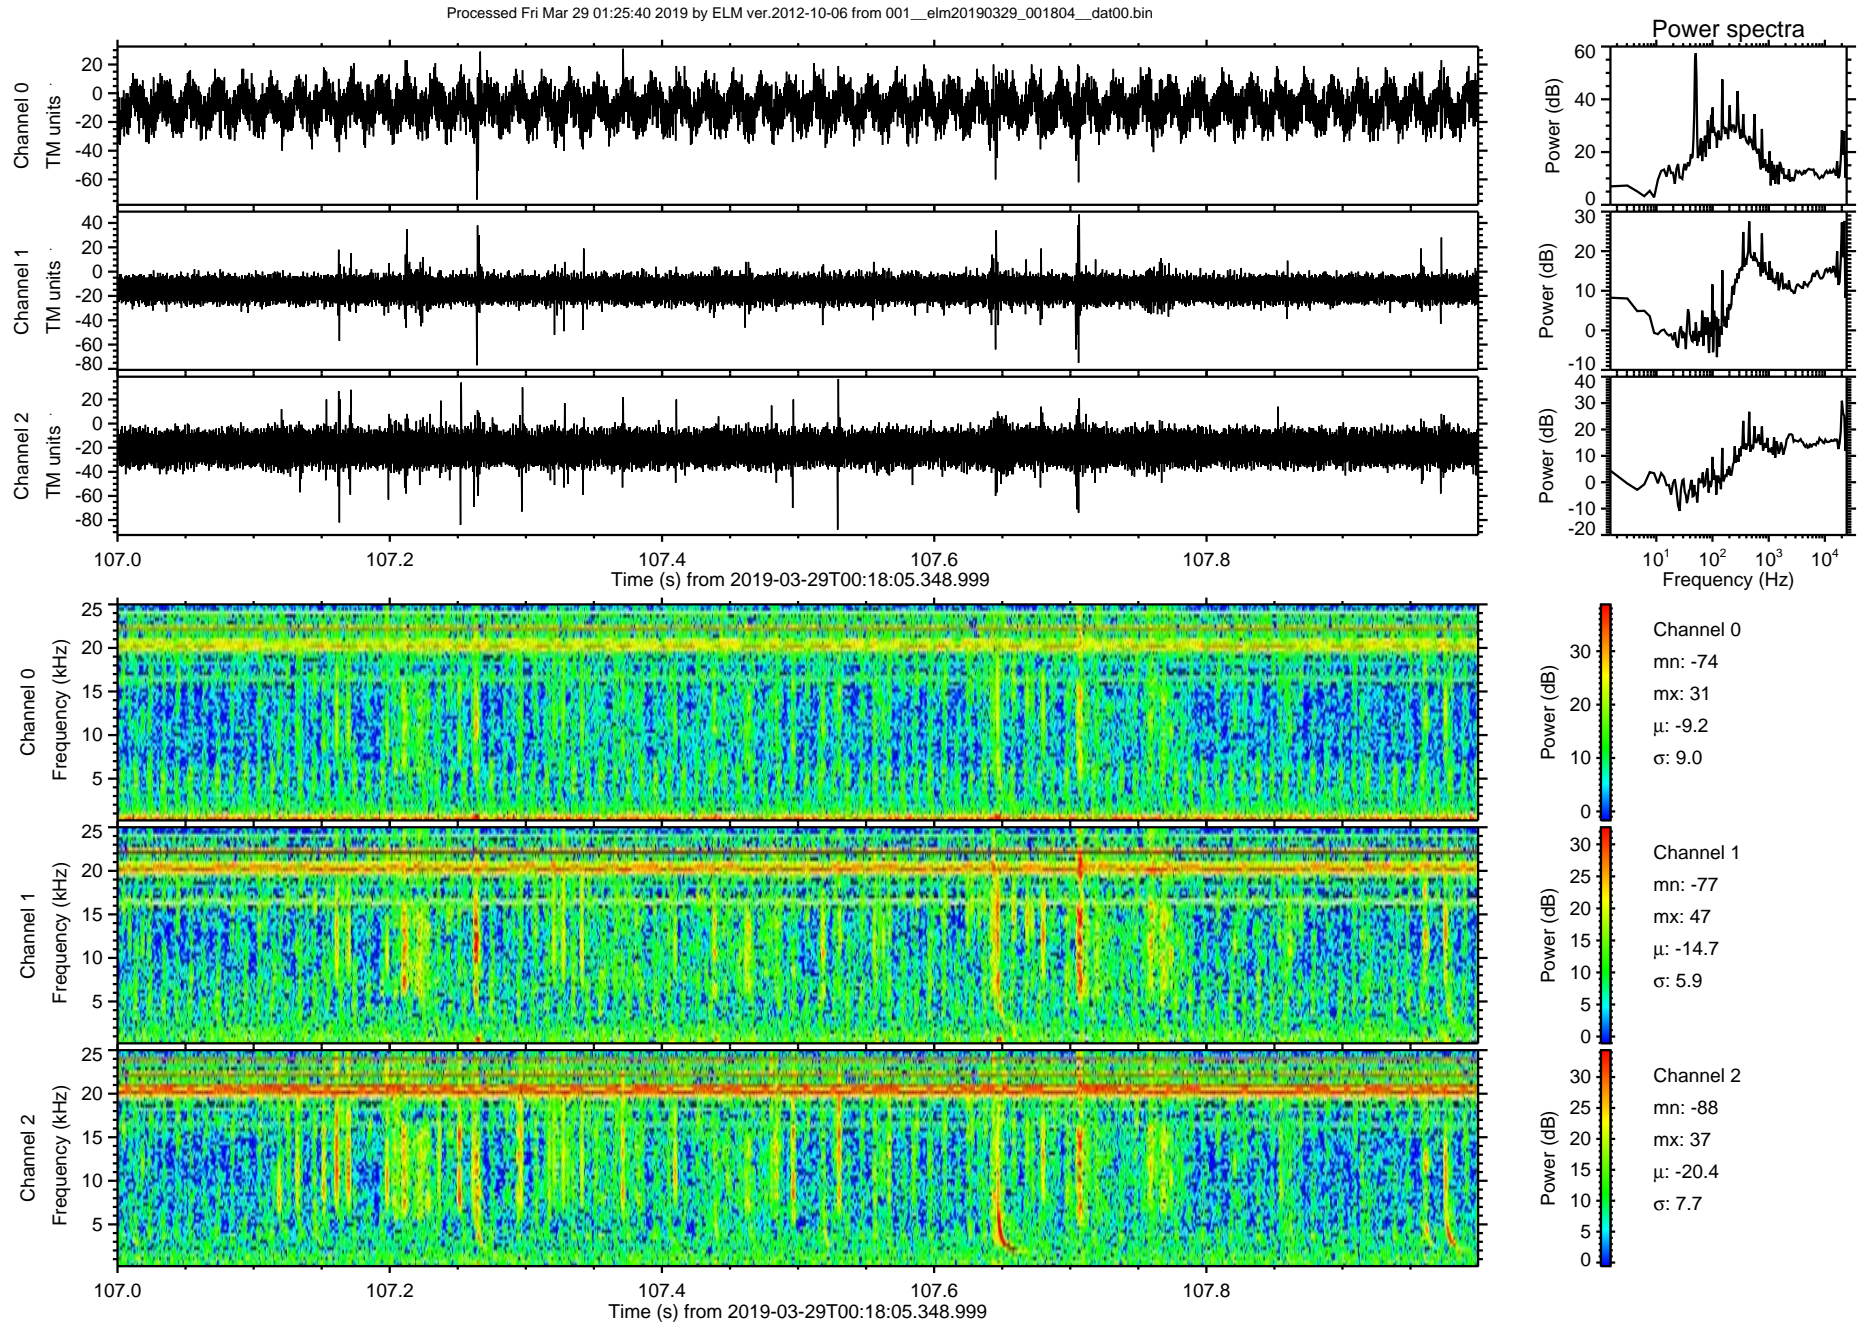 Processed Fri Mar 29 01:25:40 2019 by ELM ver.2012-10-06 from 001__elm20190329_001804__dat00.bin
Power spectra
Channel 0
TM units
20
0
-20
-40
-60
Power (dB)
60
40
20
0
Channel 1
TM units
40
20
0
-20
-40
-60
-80
Power (dB)
30
20
10
0
-10
Channel 2
TM units
20
0
-20
-40
-60
-80
Power (dB)
40
30
20
10
0
-10
-20
107.0 107.2 107.4 107.6 107.8
Time (s) from 2019-03-29T00:18:05.348.999
10^1 10^2 10^3 10^4
Frequency (Hz)
Channel 0
Frequency (kHz)
25
20
15
10
5
Power (dB)
30
20
10
0
Channel 0
mn: -74
mx: 31
μ: -9.2
σ: 9.0
Channel 1
Frequency (kHz)
25
20
15
10
5
Power (dB)
30
25
20
15
10
5
0
Channel 1
mn: -77
mx: 47
μ: -14.7
σ: 5.9
Channel 2
Frequency (kHz)
25
20
15
10
5
Power (dB)
30
25
20
15
10
5
0
Channel 2
mn: -88
mx: 37
μ: -20.4
σ: 7.7
107.0 107.2 107.4 107.6 107.8
Time (s) from 2019-03-29T00:18:05.348.999